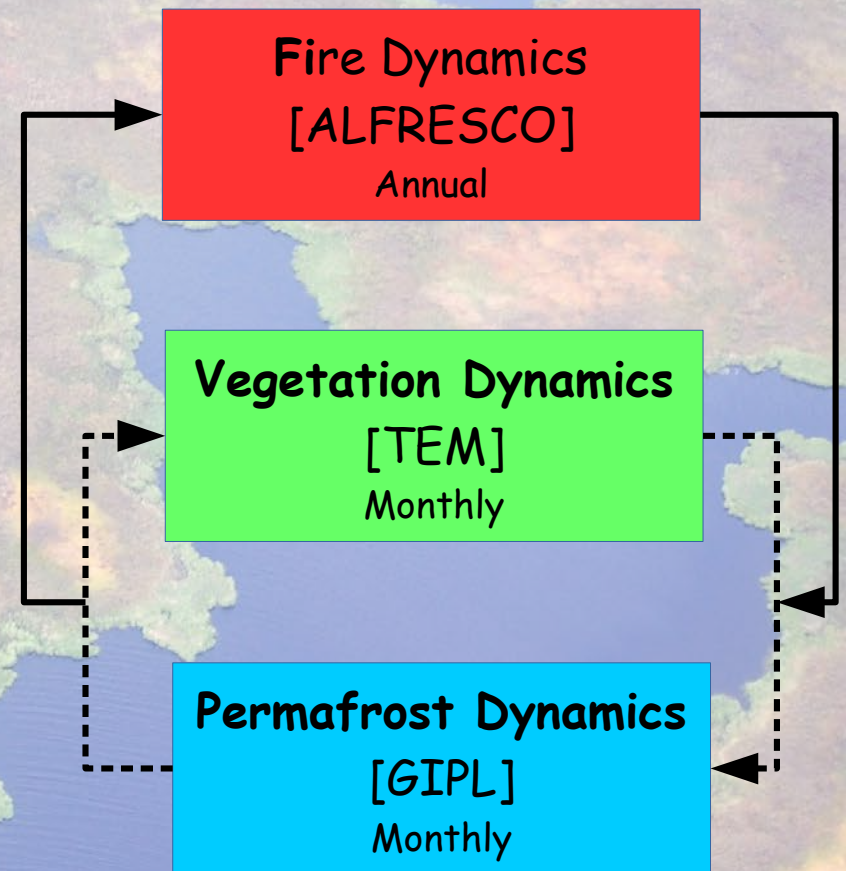 Fire Dynamics
[ALFRESCO]
Annual
Vegetation Dynamics
[TEM]
Monthly
Permafrost Dynamics
[GIPL]
Monthly